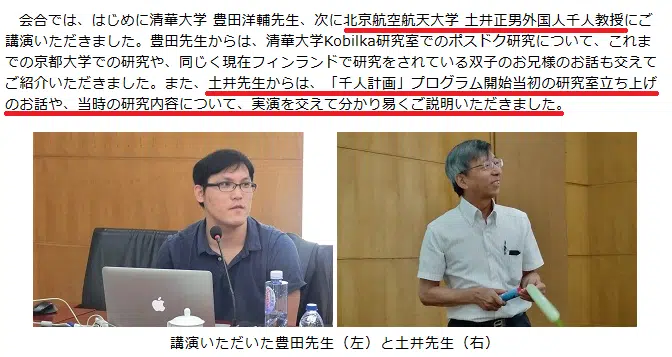 会合では、はじめに清華大学 豊田洋輔先生、次に北京航空航天大学 土井正男外国人千人教授にご
講演いただきました。豊田先生からは、清華大学Kobilka研究室でのポスドク研究について、これま
での京都大学での研究や、同じく現在フィンランドで研究をされている双子のお兄様のお話も交えて
ご紹介いただきました。また、土井先生からは、「千人計画」プログラム開始当初の研究室立ち上げ
のお話や、当時の研究内容について、実演を交えて分かり易くご説明いただきました。
講演いただいた豊田先生（左）と土井先生（右）